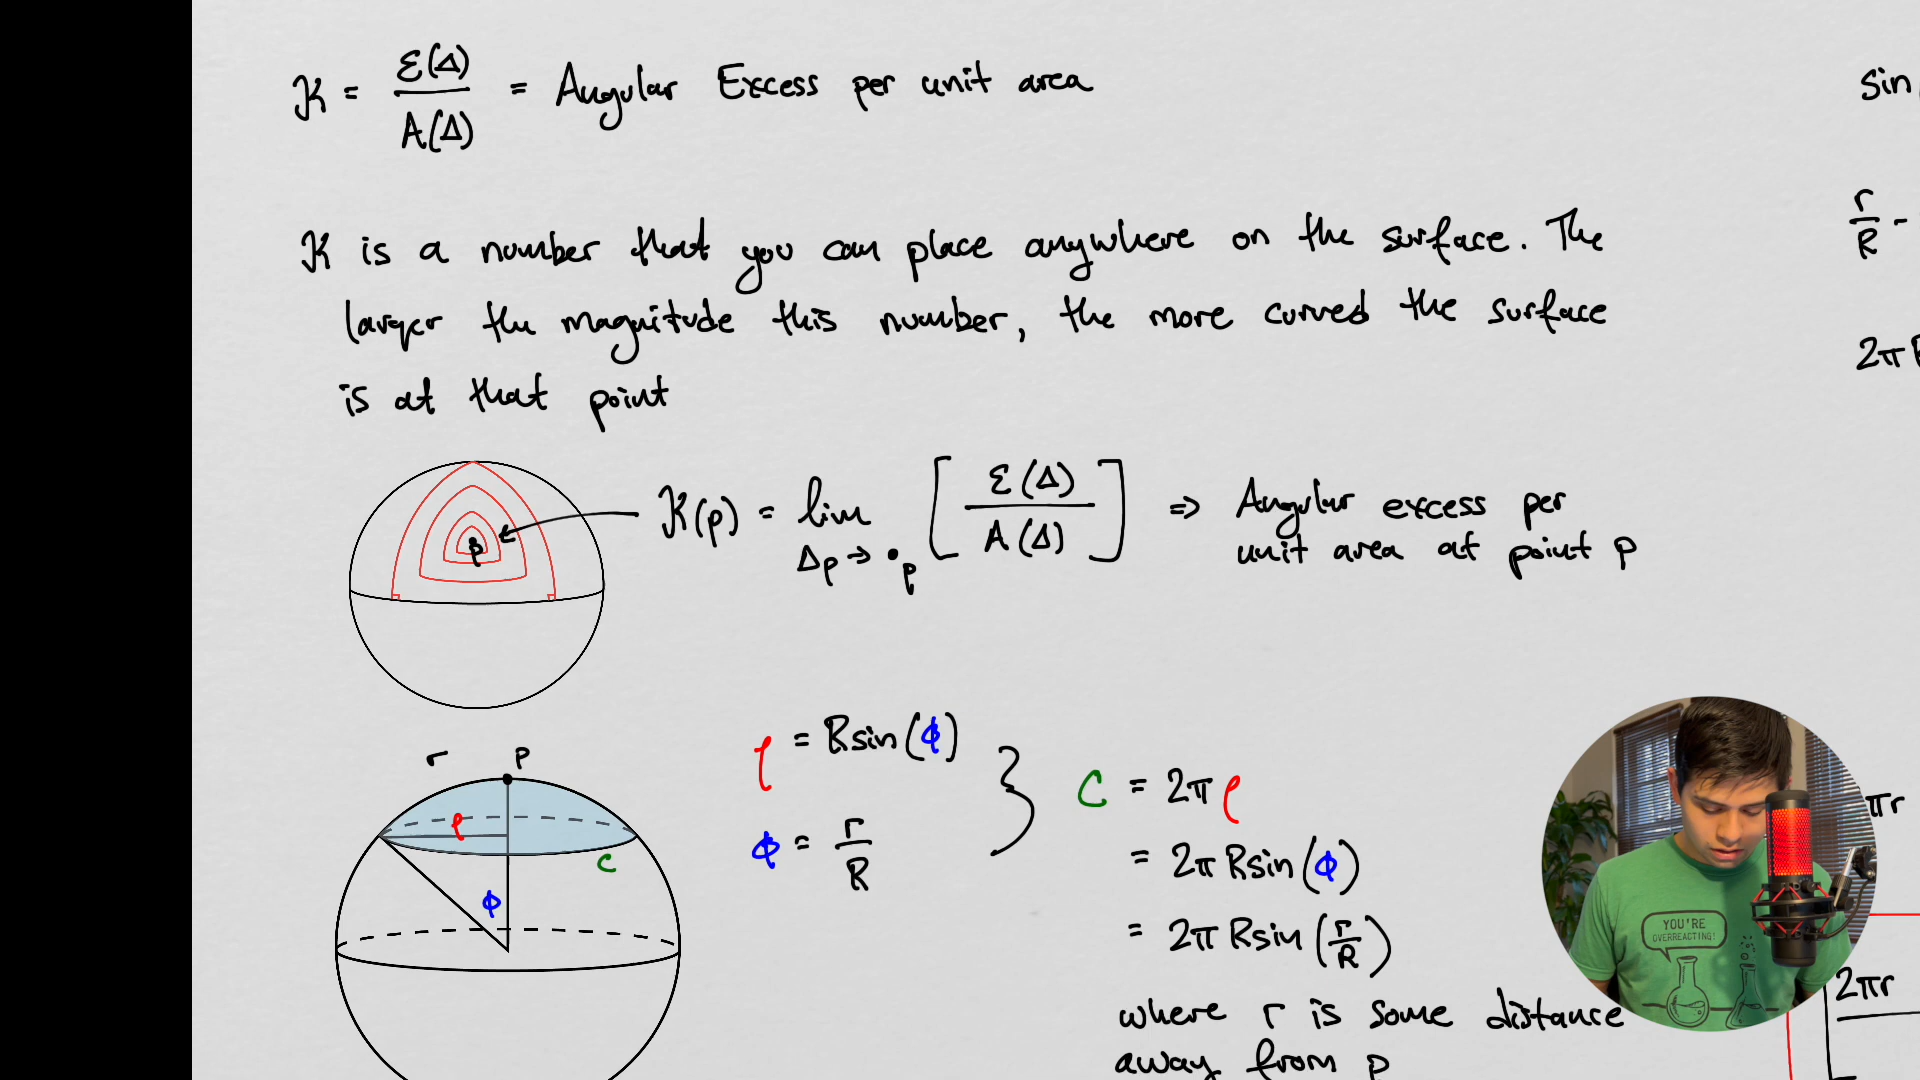 K = ε(Δ) / A(Δ) = Angular Excess per unit area
K is a number that you can place anywhere on the surface. The
larger the magnitude this number, the more curved the surface
is at that point
p
K(p) = lim Δp → •p [ ε(Δ) / A(Δ) ] ⇒ Angular excess per
unit area at point p
r p
ρ
c
ϕ
ρ = Rsin(ϕ)
ϕ = r/R
C = 2πρ
= 2πRsin(ϕ)
= 2πRsin(r/R)
where r is some distance
away from p
sin
r/R -
2π
πr
2πr
YOU'RE
OVERREACTING!